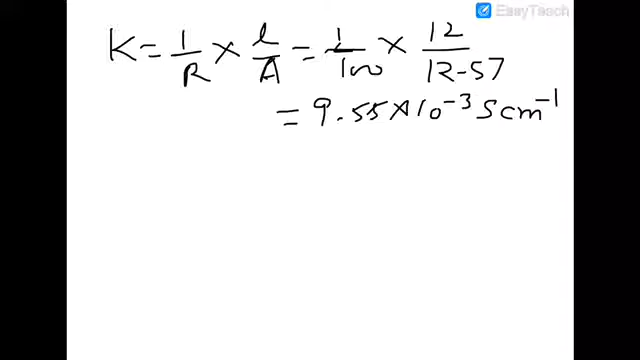 EasyTeach
K = 1/R × l/A = 1/100 × 12/12.57
= 9.55 × 10⁻³ S cm⁻¹